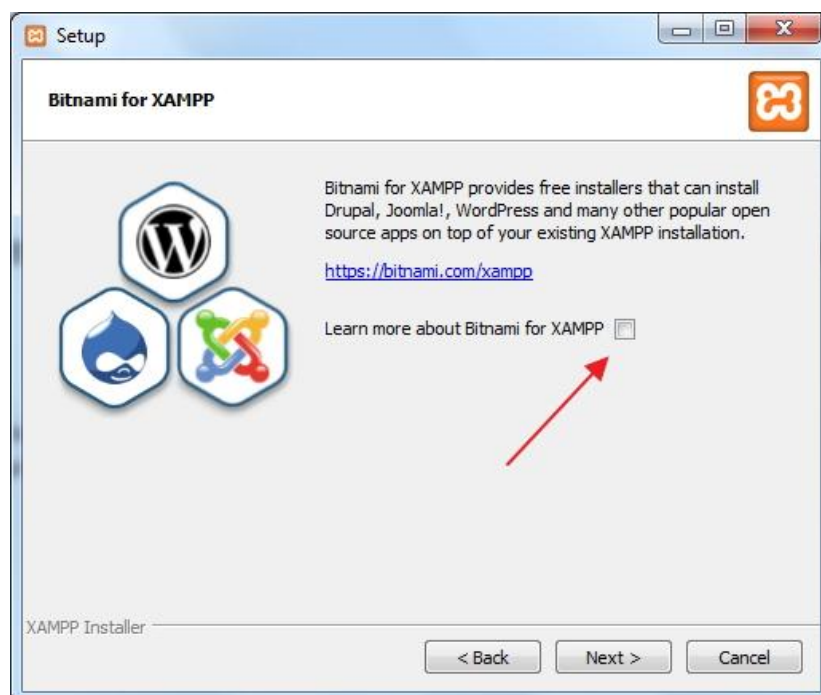 Setup
Bitnami for XAMPP
Bitnami for XAMPP provides free installers that can install
Drupal, Joomla!, WordPress and many other popular open
source apps on top of your existing XAMPP installation.
https://bitnami.com/xampp
Learn more about Bitnami for XAMPP
XAMPP Installer
< Back
Next >
Cancel